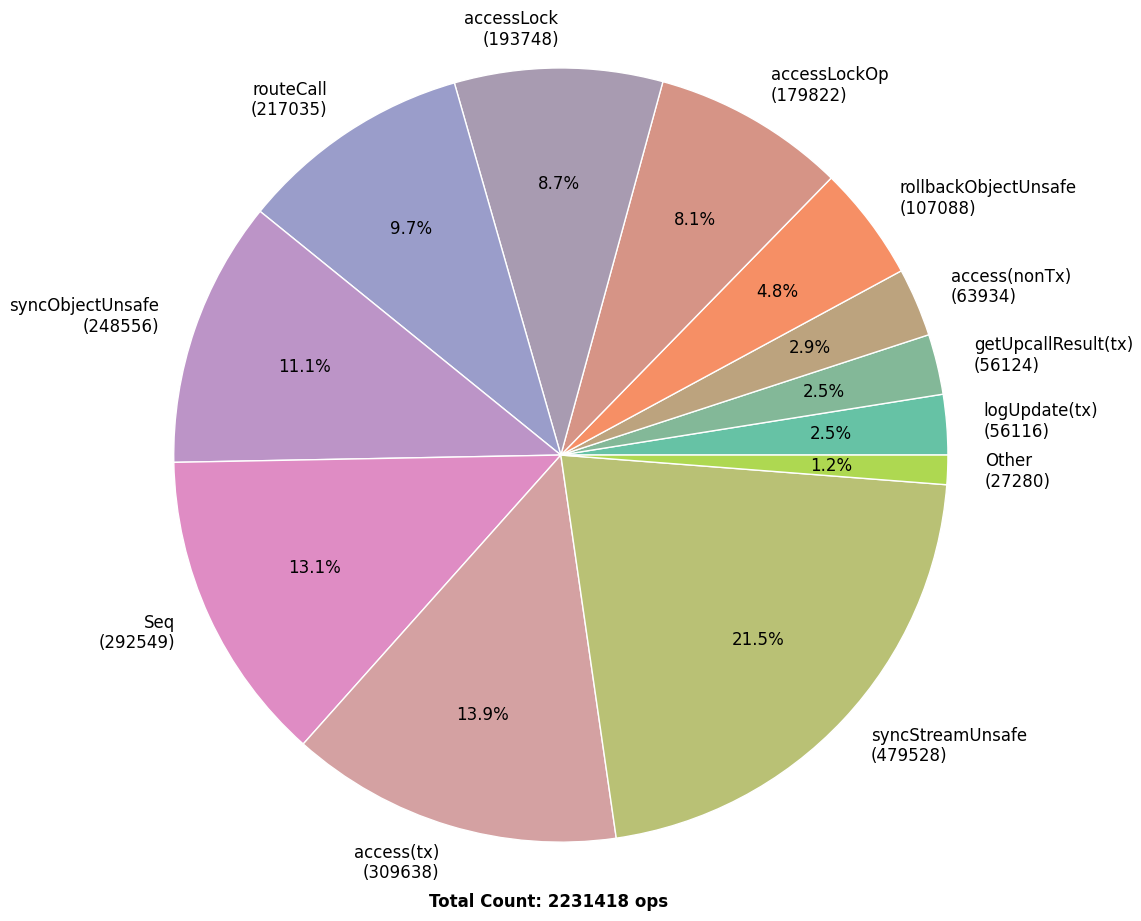 accessLock
(193748)
accessLockOp
(179822)
routeCall
(217035)
8.7%
rollbackObjectUnsafe
(107088)
8.1%
9.7%
access(nonTx)
(63934)
4.8%
syncObjectUnsafe
(248556)
getUpcallResult(tx)
(56124)
2.9%
11.1%
2.5%
logUpdate(tx)
(56116)
2.5%
Other
(27280)
1.2%
13.1%
Seq
(292549)
21.5%
13.9%
syncStreamUnsafe
(479528)
access(tx)
(309638)
Total Count: 2231418 ops